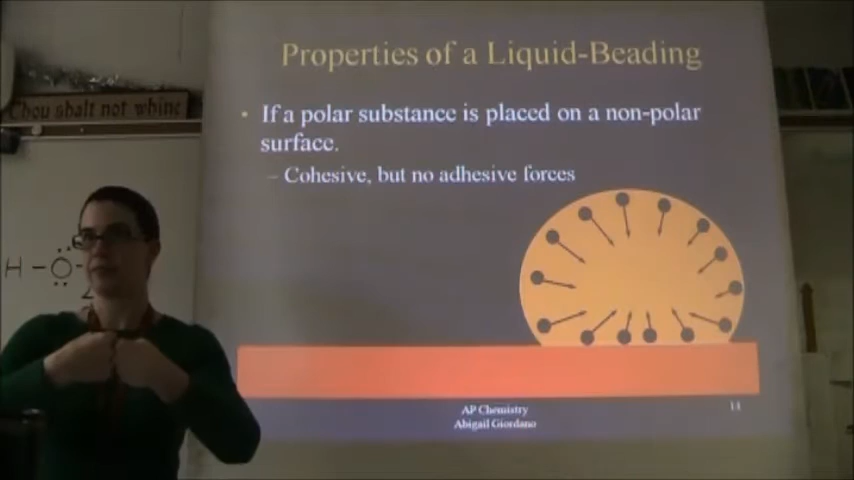 Properties of a Liquid-Beading
Thou shalt not whine
• If a polar substance is placed on a non-polar
surface.
– Cohesive, but no adhesive forces
H – O -
AP Chemistry
Abigail Giordano
11